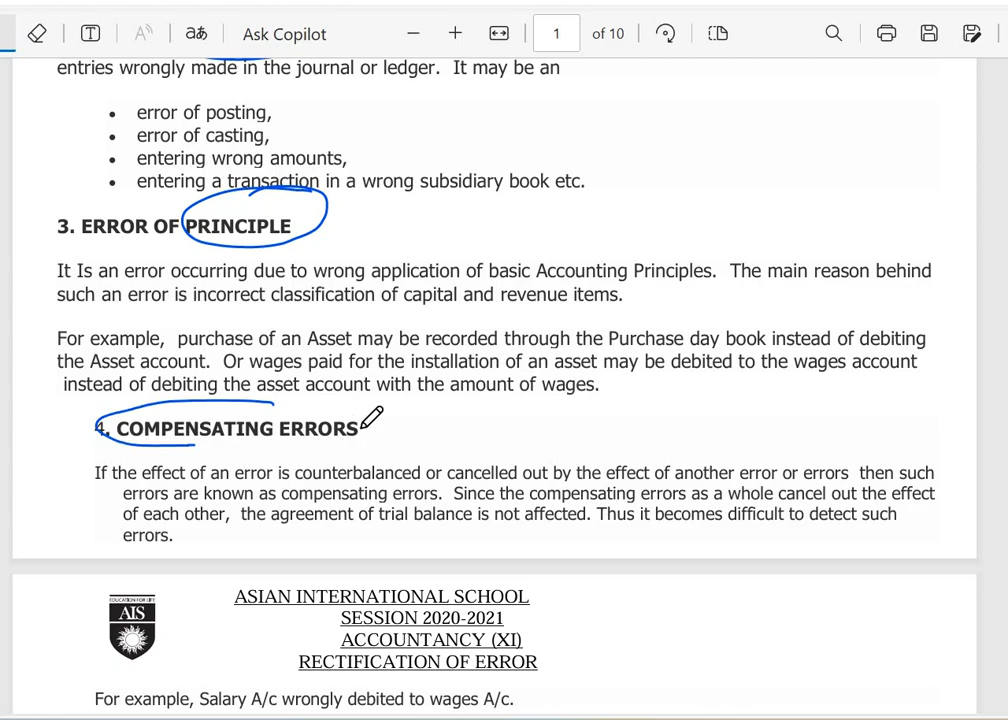 aあ Ask Copilot 1 of 10
entries wrongly made in the journal or ledger. It may be an
• error of posting,
• error of casting,
• entering wrong amounts,
• entering a transaction in a wrong subsidiary book etc.
3. ERROR OF PRINCIPLE
It Is an error occurring due to wrong application of basic Accounting Principles. The main reason behind
such an error is incorrect classification of capital and revenue items.
For example, purchase of an Asset may be recorded through the Purchase day book instead of debiting
the Asset account. Or wages paid for the installation of an asset may be debited to the wages account
instead of debiting the asset account with the amount of wages.
4. COMPENSATING ERRORS
If the effect of an error is counterbalanced or cancelled out by the effect of another error or errors then such
errors are known as compensating errors. Since the compensating errors as a whole cancel out the effect
of each other, the agreement of trial balance is not affected. Thus it becomes difficult to detect such
errors.
EDUCATION FOR LIFE
AIS
ASIAN INTERNATIONAL SCHOOL
SESSION 2020-2021
ACCOUNTANCY (XI)
RECTIFICATION OF ERROR
For example, Salary A/c wrongly debited to wages A/c.